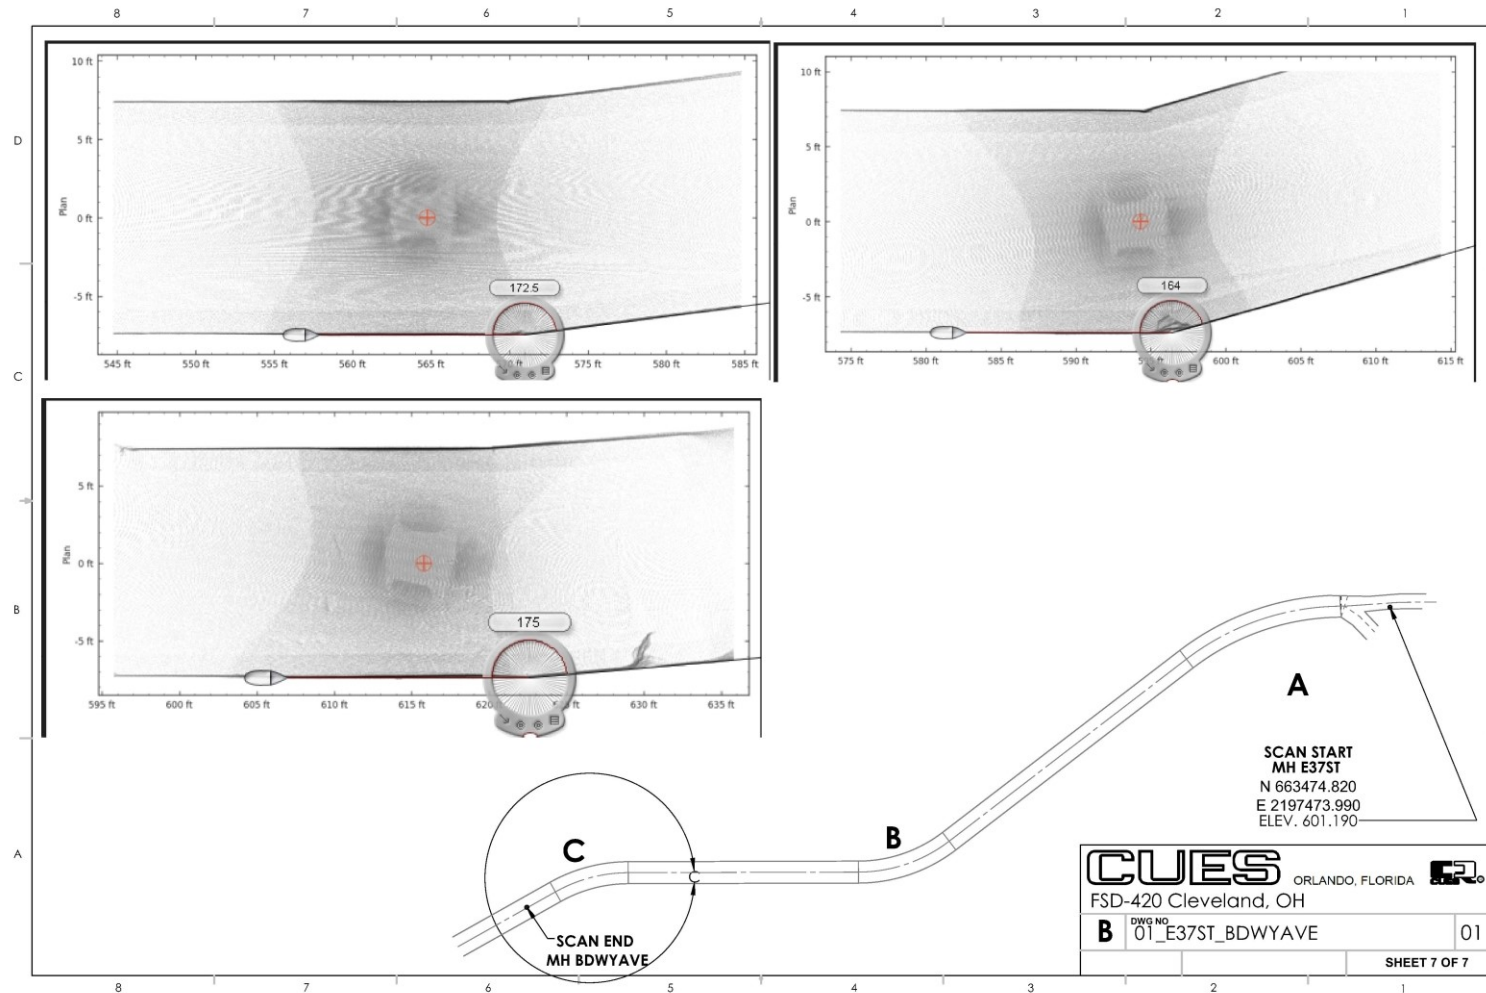 8 7 6 5 4 3 2 1
D
C
B
A
10 ft
5 ft
0 ft
-5 ft
Plan
172.5
545 ft 550 ft 555 ft 560 ft 565 ft 575 ft 580 ft 585 ft
10 ft
5 ft
0 ft
-5 ft
Plan
164
575 ft 580 ft 585 ft 590 ft 600 ft 605 ft 610 ft 615 ft
5 ft
0 ft
-5 ft
Plan
175
595 ft 600 ft 605 ft 610 ft 615 ft 630 ft 635 ft
A
SCAN START
MH E37ST
N 663474.820
E 2197473.990
ELEV. 601.190
B
C
C
SCAN END
MH BDWYAVE
CUES ORLANDO, FLORIDA
FSD-420 Cleveland, OH
B DWG NO 01_E37ST_BDWYAVE 01
SHEET 7 OF 7
8 7 6 5 4 3 2 1